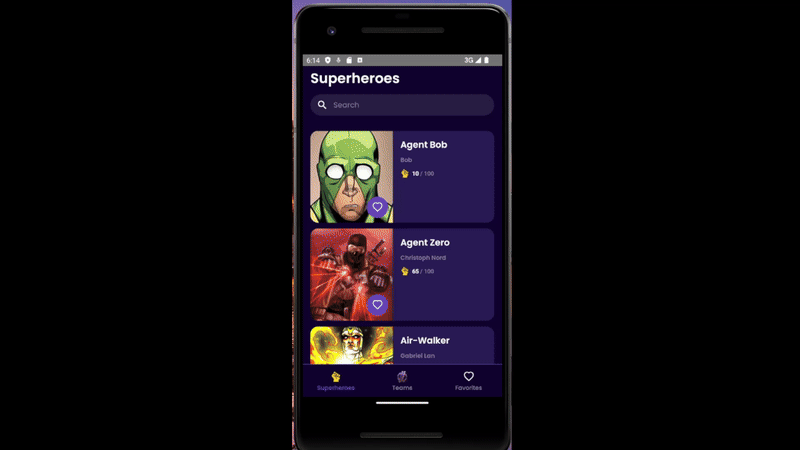 6:14
3G
Superheroes
Search
Agent Bob
Bob
10 / 100
Agent Zero
Christoph Nord
65 / 100
Air-Walker
Gabriel Lan
Superheroes
Teams
Favorites